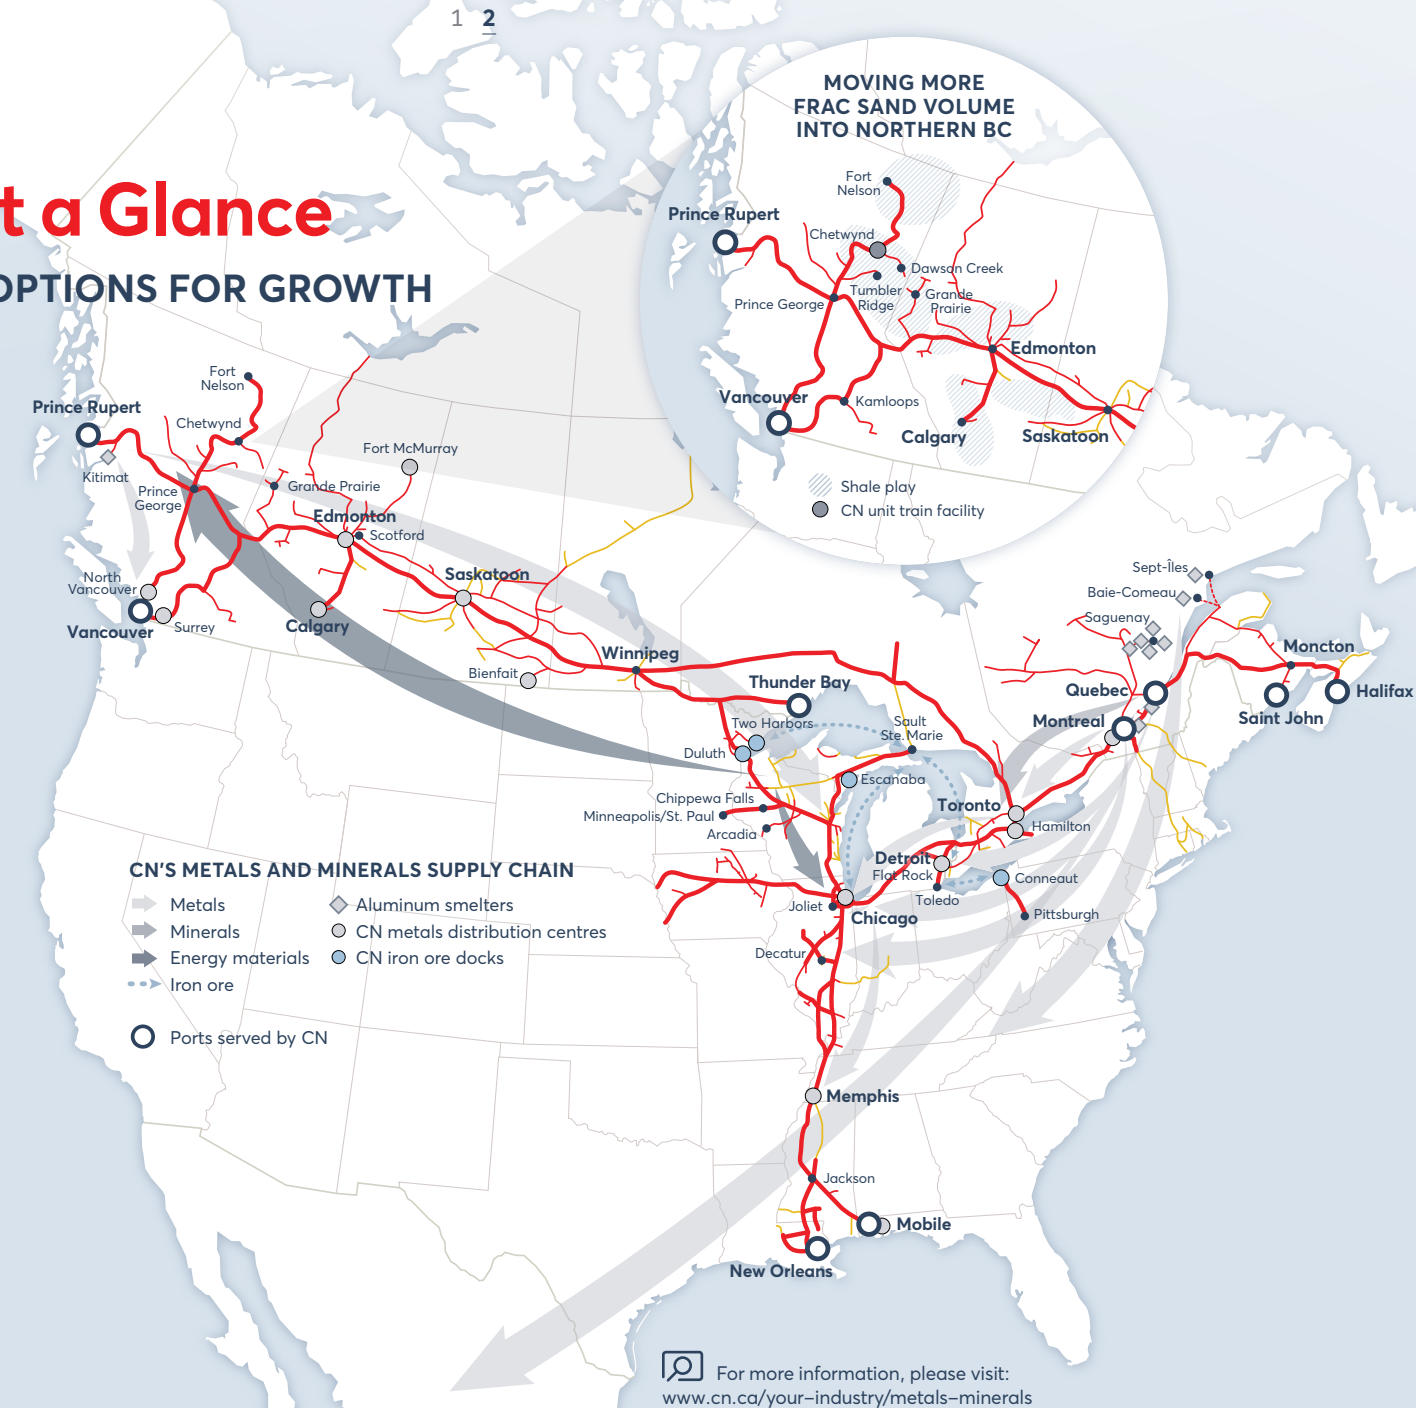 1 2
t a Glance
OPTIONS FOR GROWTH
MOVING MORE
FRAC SAND VOLUME
INTO NORTHERN BC
Fort
Nelson
Prince Rupert
Chetwynd
Dawson Creek
Tumbler
Ridge
Grande
Prairie
Prince George
Edmonton
Vancouver
Kamloops
Calgary
Saskatoon
Shale play
CN unit train facility
Fort
Nelson
Prince Rupert
Chetwynd
Kitimat
Prince
George
Grande Prairie
Fort McMurray
Edmonton
Scotford
Saskatoon
North
Vancouver
Vancouver
Surrey
Calgary
Bienfait
Winnipeg
Thunder Bay
Two Harbors
Duluth
Sault
Ste. Marie
Escanaba
Chippewa Falls
Minneapolis/St. Paul
Arcadia
Sept-Îles
Baie-Comeau
Saguenay
Moncton
Quebec
Halifax
Saint John
Montreal
Toronto
Hamilton
Detroit
Flat Rock
Toledo
Conneaut
Pittsburgh
Joliet
Chicago
Decatur
Memphis
Jackson
Mobile
New Orleans
CN'S METALS AND MINERALS SUPPLY CHAIN
Metals
Minerals
Energy materials
Iron ore
Aluminum smelters
CN metals distribution centres
CN iron ore docks
Ports served by CN
For more information, please visit:
www.cn.ca/your-industry/metals-minerals